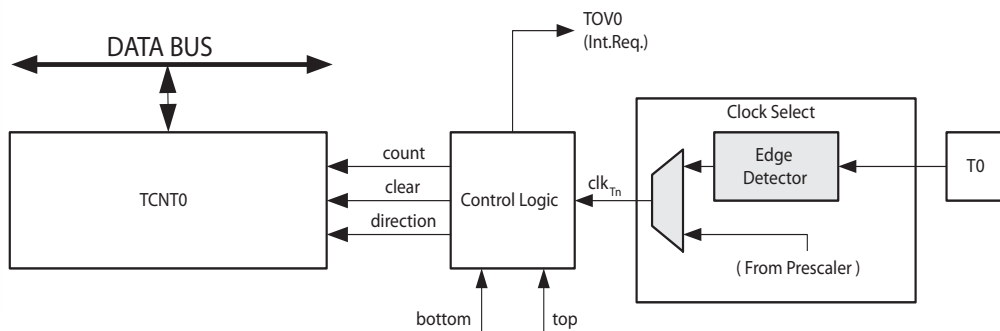 TOV0
(Int.Req.)
DATA BUS
Clock Select
count
Edge
Detector
T0
TCNT0
clear
Control Logic
clkTn
direction
( From Prescaler )
bottom
top